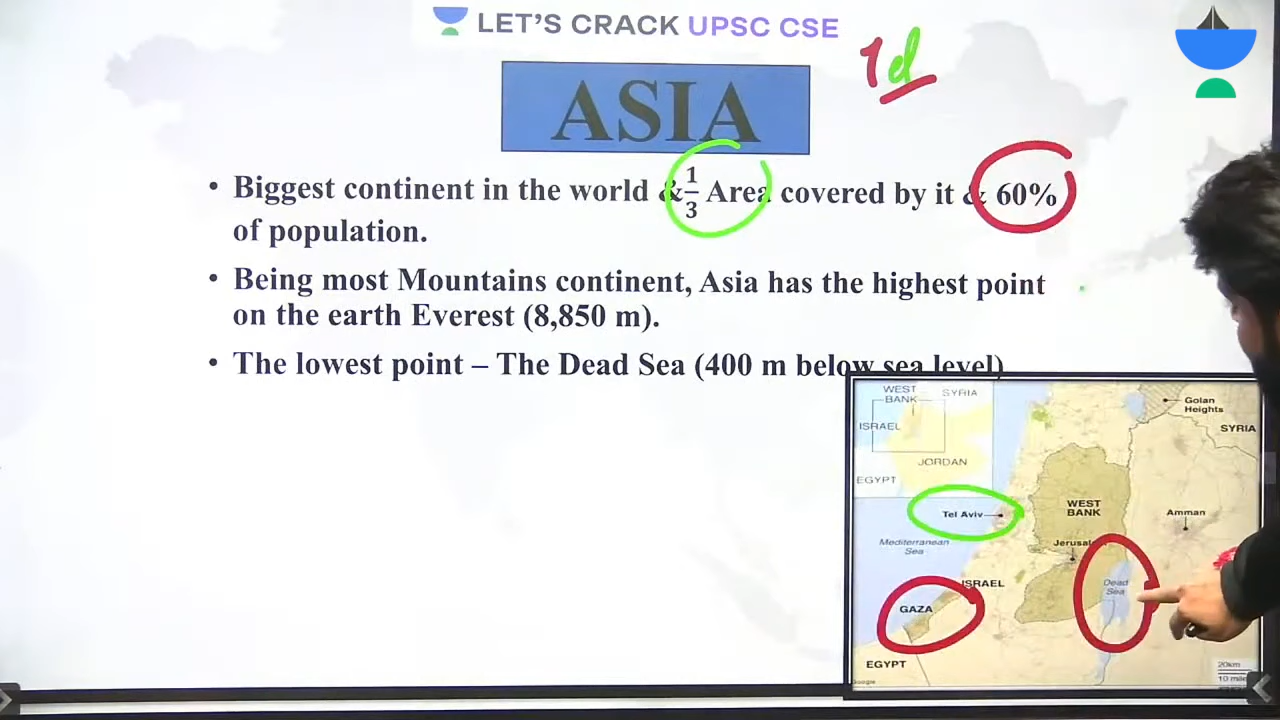 LET'S CRACK UPSC CSE
1
ASIA
• Biggest continent in the world & 1/3 Area covered by it & 60%
of population.
• Being most Mountains continent, Asia has the highest point
on the earth Everest (8,850 m).
• The lowest point – The Dead Sea (400 m below sea level)
WEST
BANK
SYRIA
ISRAEL
JORDAN
EGYPT
Golan
Heights
SYRIA
Tel Aviv
WEST
BANK
Amman
Mediterranean
Sea
Dead
Sea
ISRAEL
GAZA
EGYPT
20km
Google